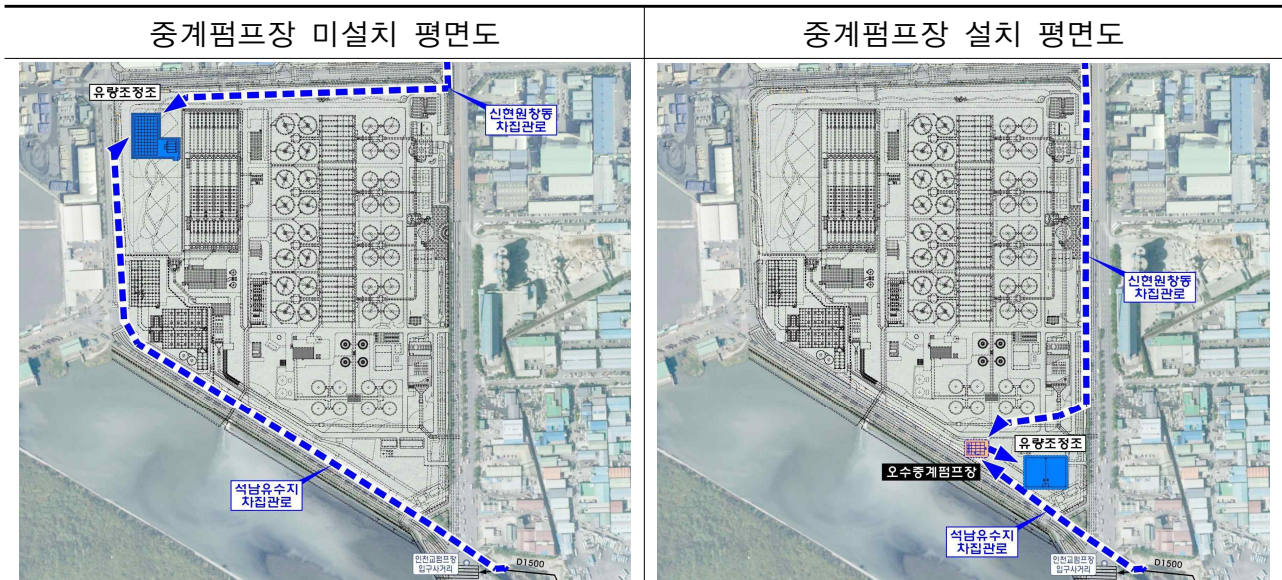 중계펌프장 미설치 평면도
중계펌프장 설치 평면도
유량조정조
신현원창동
차집관로
석남유수지
차집관로
인천교펌프장
입구사거리
D1500
신현원창동
차집관로
유량조정조
오수중계펌프장
석남유수지
차집관로
인천교펌프장
입구사거리
D1500